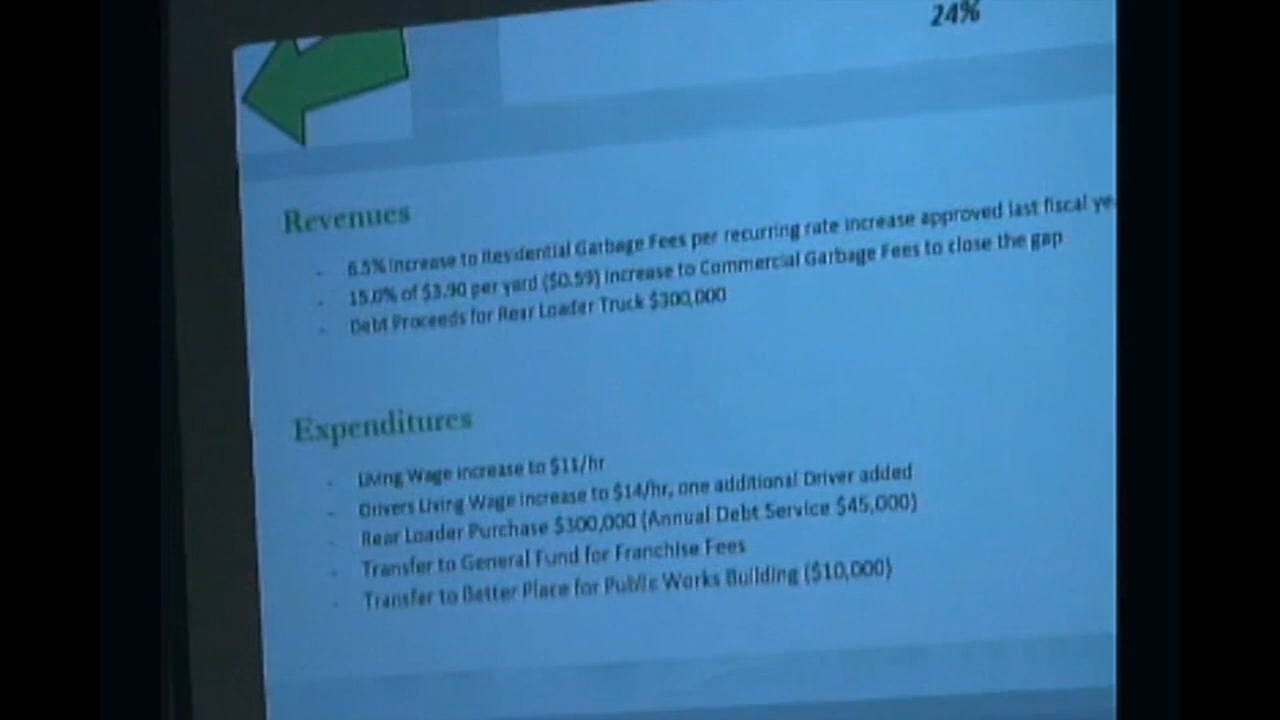 24%
Revenues
- 6.5% increase to Residential Garbage Fees per recurring rate increase approved last fiscal
- 15.0% of $3.90 per yard ($0.59) increase to Commercial Garbage Fees to close the gap
- Debt Proceeds for Rear Loader Truck $300,000
Expenditures
- Living Wage increase to $11/hr
- Drivers Living Wage increase to $14/hr, one additional Driver added
- Rear Loader Purchase $300,000 (Annual Debt Service $45,000)
- Transfer to General Fund for Franchise Fees
- Transfer to Better Place for Public Works Building ($10,000)